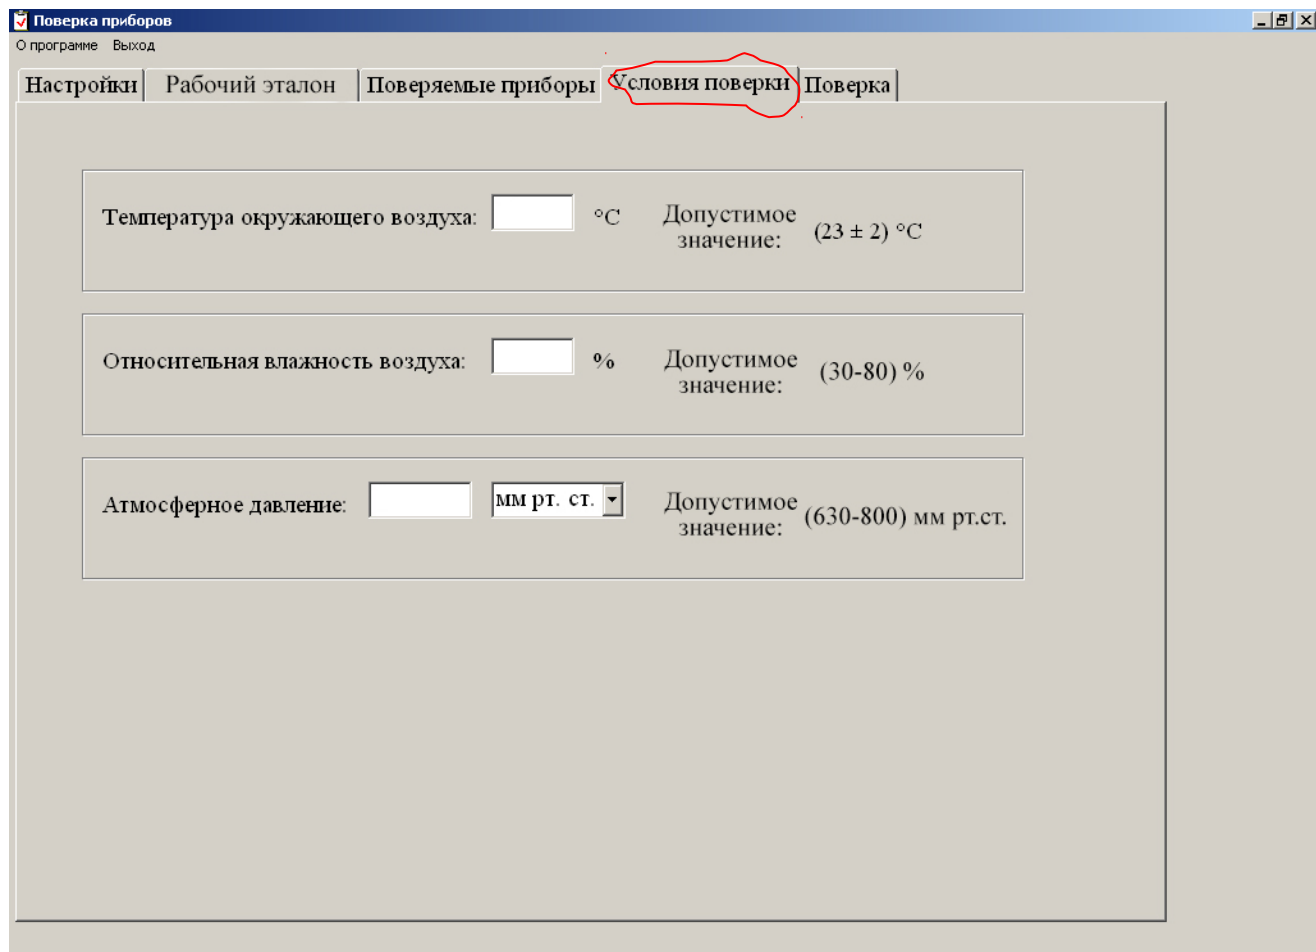 Поверка приборов
О программе Выход
Настройки Рабочий эталон Поверяемые приборы Условия поверки Поверка
Температура окружающего воздуха: °C Допустимое значение: (23 ± 2) °C
Относительная влажность воздуха: % Допустимое значение: (30-80) %
Атмосферное давление: мм рт. ст. Допустимое значение: (630-800) мм рт.ст.